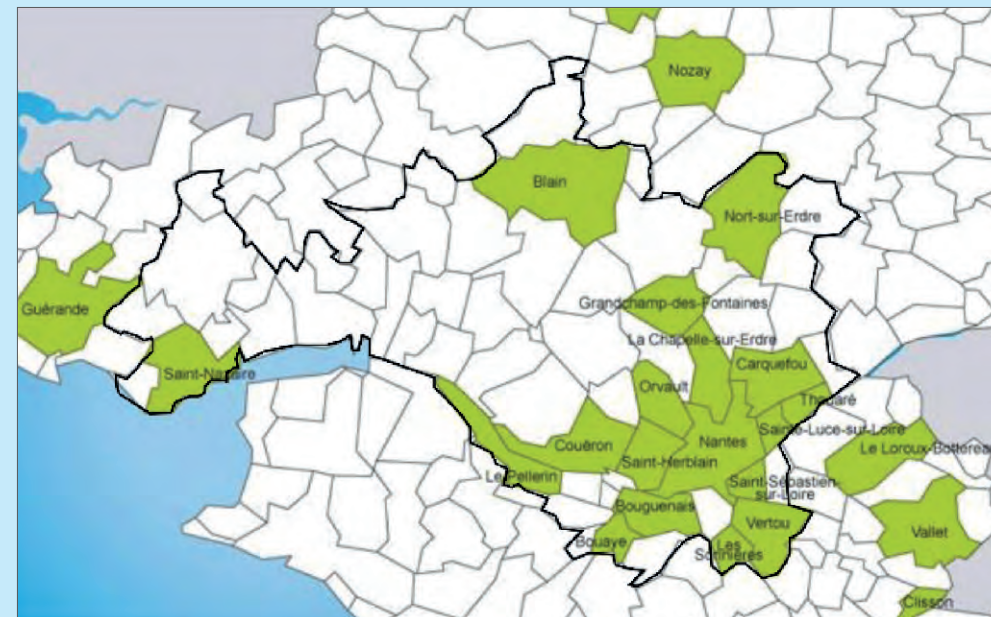 Nozay
Blain
Nort-sur-Erdre
Guérande
Grandchamp-des-Fontaines
La Chapelle-sur-Erdre
Saint-Nazaire
Carquefou
Orvault
Thouaré
Sainte-Luce-sur-Loire
Couëron
Nantes
Le Loroux-Bottereau
Saint-Herblain
Le Pellerin
Saint-Sébastien-
sur-Loire
Bouguenais
Vertou
Vallet
Bouaye
Les
Sorinières
Clisson